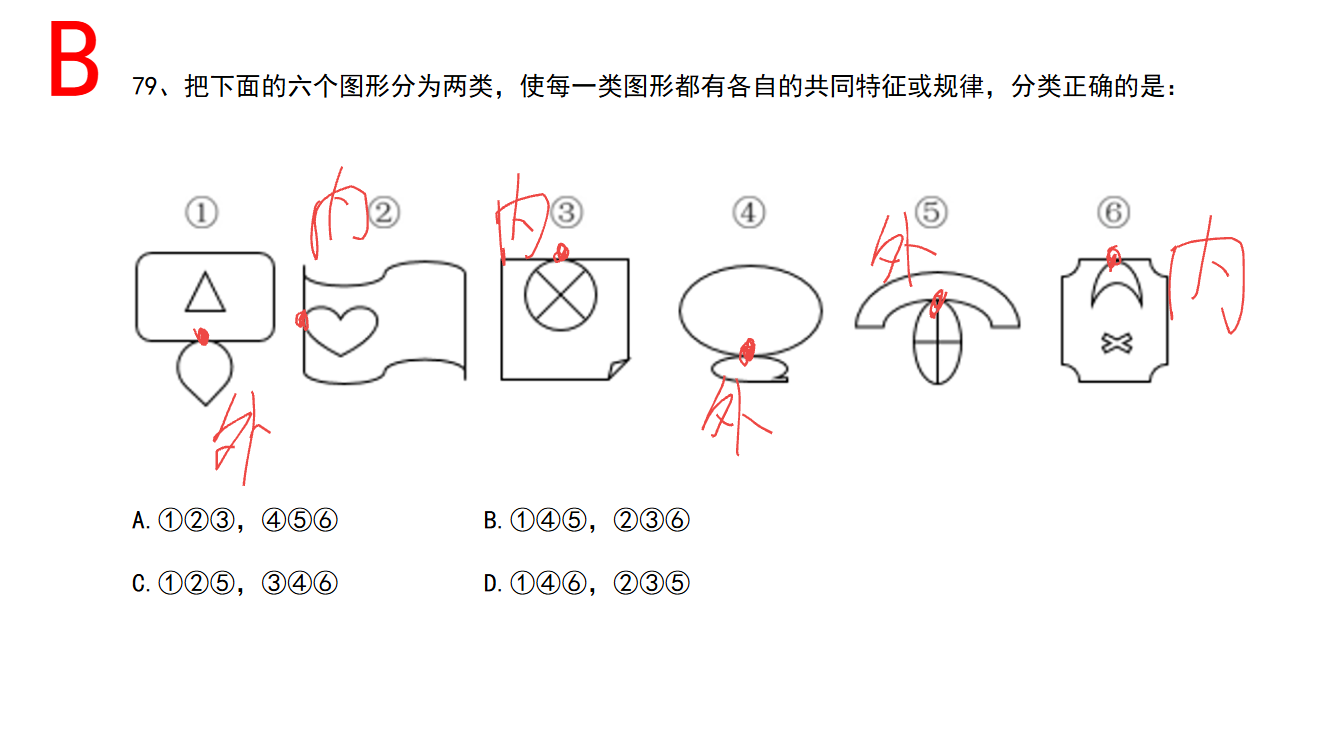 B
79、把下面的六个图形分为两类，使每一类图形都有各自的共同特征或规律，分类正确的是：
① 内② 内③ ④ 外⑤ ⑥ 内
外 外
A.①②③，④⑤⑥ B.①④⑤，②③⑥
C.①②⑤，③④⑥ D.①④⑥，②③⑤